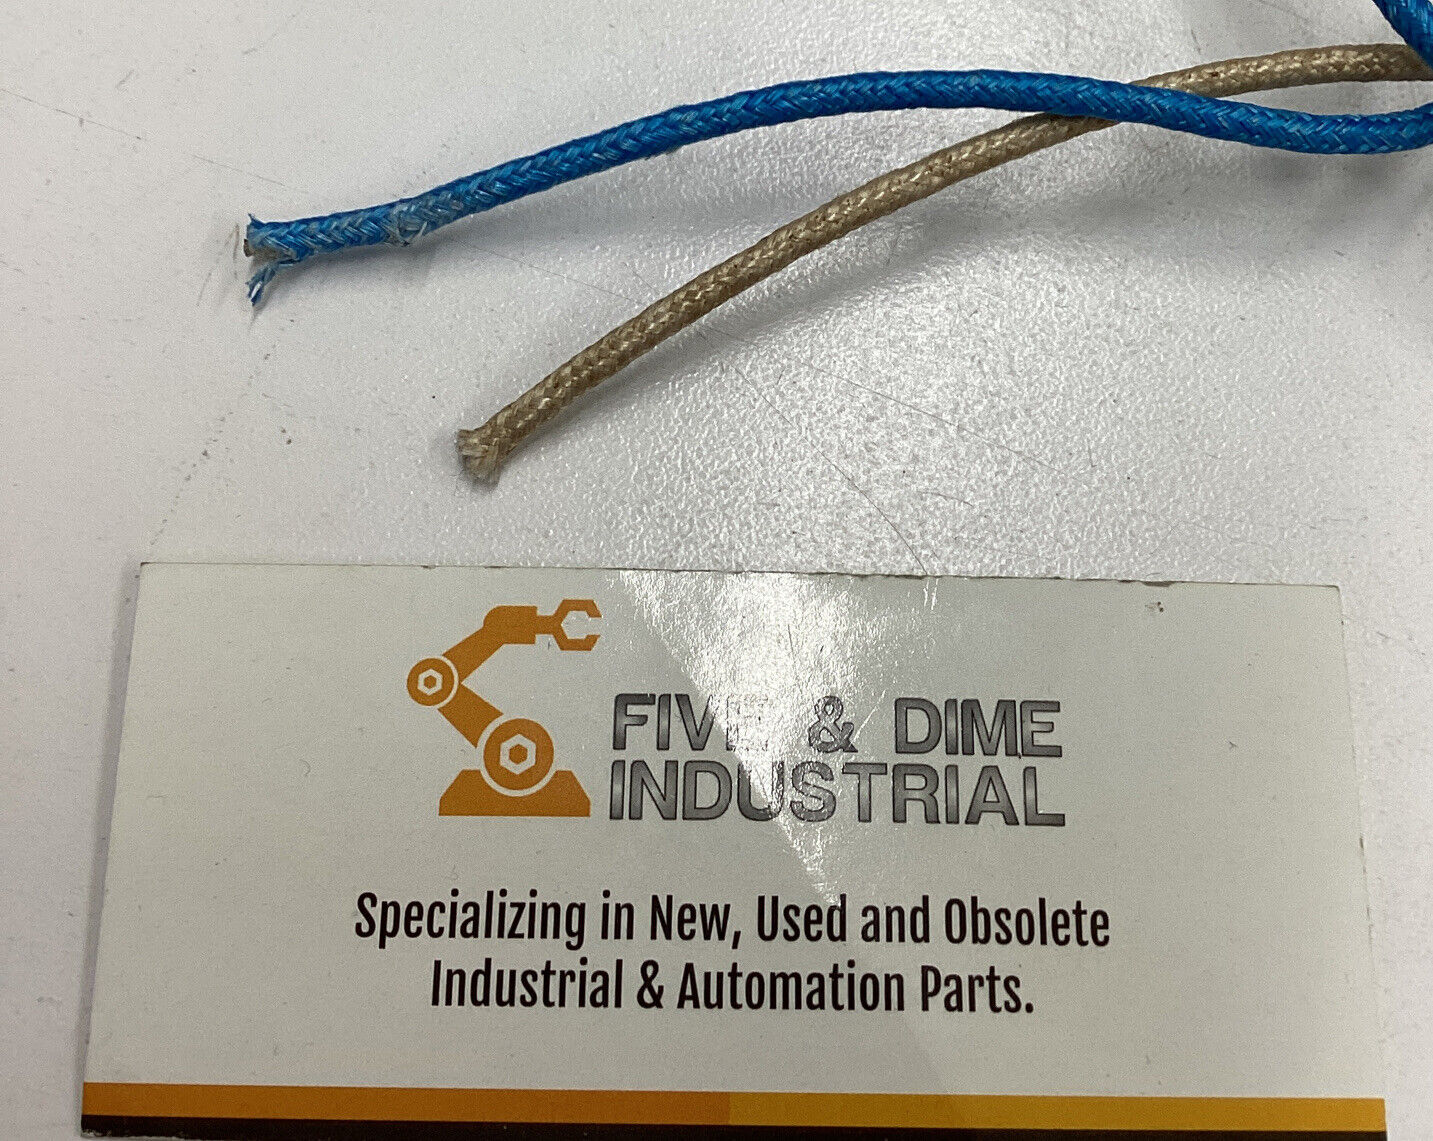 FIVE & DIME
INDUSTRIAL
Specializing in New, Used and Obsolete
Industrial & Automation Parts.